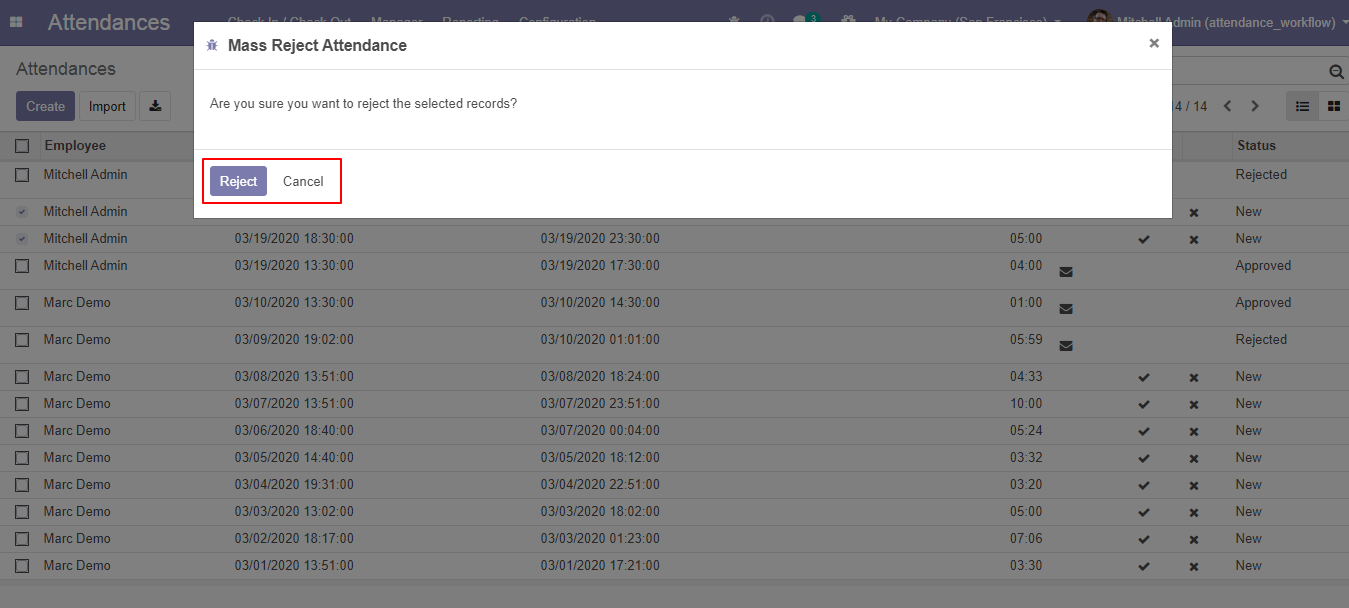 Attendances Check In / Check Out Manager Reporting Configuration 3 My Company (San Francisco) Mitchell Admin (attendance_workflow)
Mass Reject Attendance
Attendances
Are you sure you want to reject the selected records?
Create Import 4 / 14
Employee Status
Mitchell Admin Rejected
Reject Cancel
Mitchell Admin New
Mitchell Admin 03/19/2020 18:30:00 03/19/2020 23:30:00 05:00 New
Mitchell Admin 03/19/2020 13:30:00 03/19/2020 17:30:00 04:00 Approved
Marc Demo 03/10/2020 13:30:00 03/10/2020 14:30:00 01:00 Approved
Marc Demo 03/09/2020 19:02:00 03/10/2020 01:01:00 05:59 Rejected
Marc Demo 03/08/2020 13:51:00 03/08/2020 18:24:00 04:33 New
Marc Demo 03/07/2020 13:51:00 03/07/2020 23:51:00 10:00 New
Marc Demo 03/06/2020 18:40:00 03/07/2020 00:04:00 05:24 New
Marc Demo 03/05/2020 14:40:00 03/05/2020 18:12:00 03:32 New
Marc Demo 03/04/2020 19:31:00 03/04/2020 22:51:00 03:20 New
Marc Demo 03/03/2020 13:02:00 03/03/2020 18:02:00 05:00 New
Marc Demo 03/02/2020 18:17:00 03/03/2020 01:23:00 07:06 New
Marc Demo 03/01/2020 13:51:00 03/01/2020 17:21:00 03:30 New